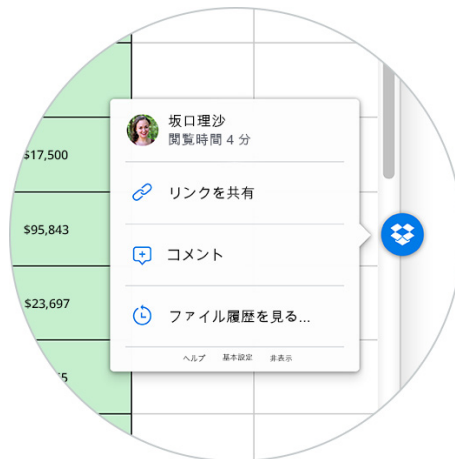 坂口理沙
閲覧時間 4 分
$17,500
リンクを共有
$95,843
コメント
$23,697
ファイル履歴を見る...
ヘルプ 基本設定 非表示